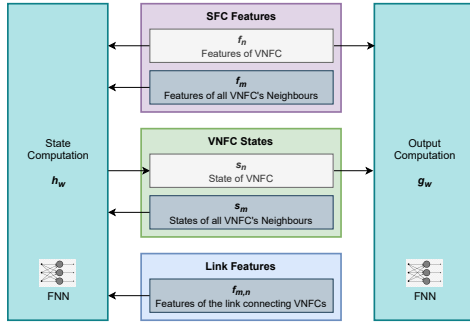 SFC Features
f_n
Features of VNFC
f_m
Features of all VNFC's Neighbours
State
Computation
h_w
FNN
VNFC States
s_n
State of VNFC
s_m
States of all VNFC's Neighbours
Link Features
f_{m,n}
Features of the link connecting VNFCs
Output
Computation
g_w
FNN